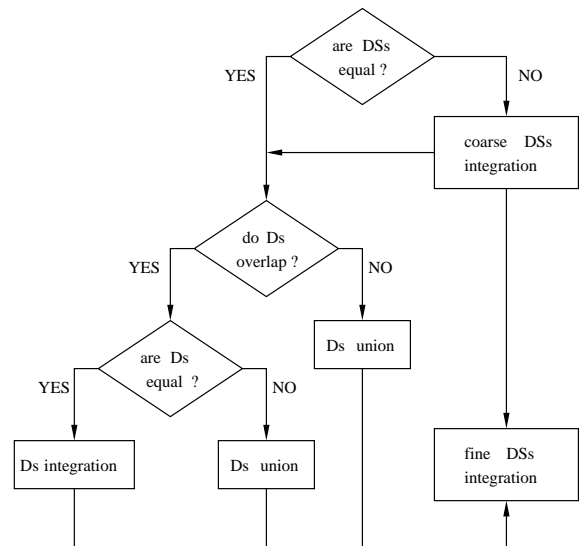 are DSs
equal ?
YES
NO
coarse DSs
integration
do Ds
overlap ?
YES
NO
Ds union
are Ds
equal ?
YES
NO
Ds integration
Ds union
fine DSs
integration